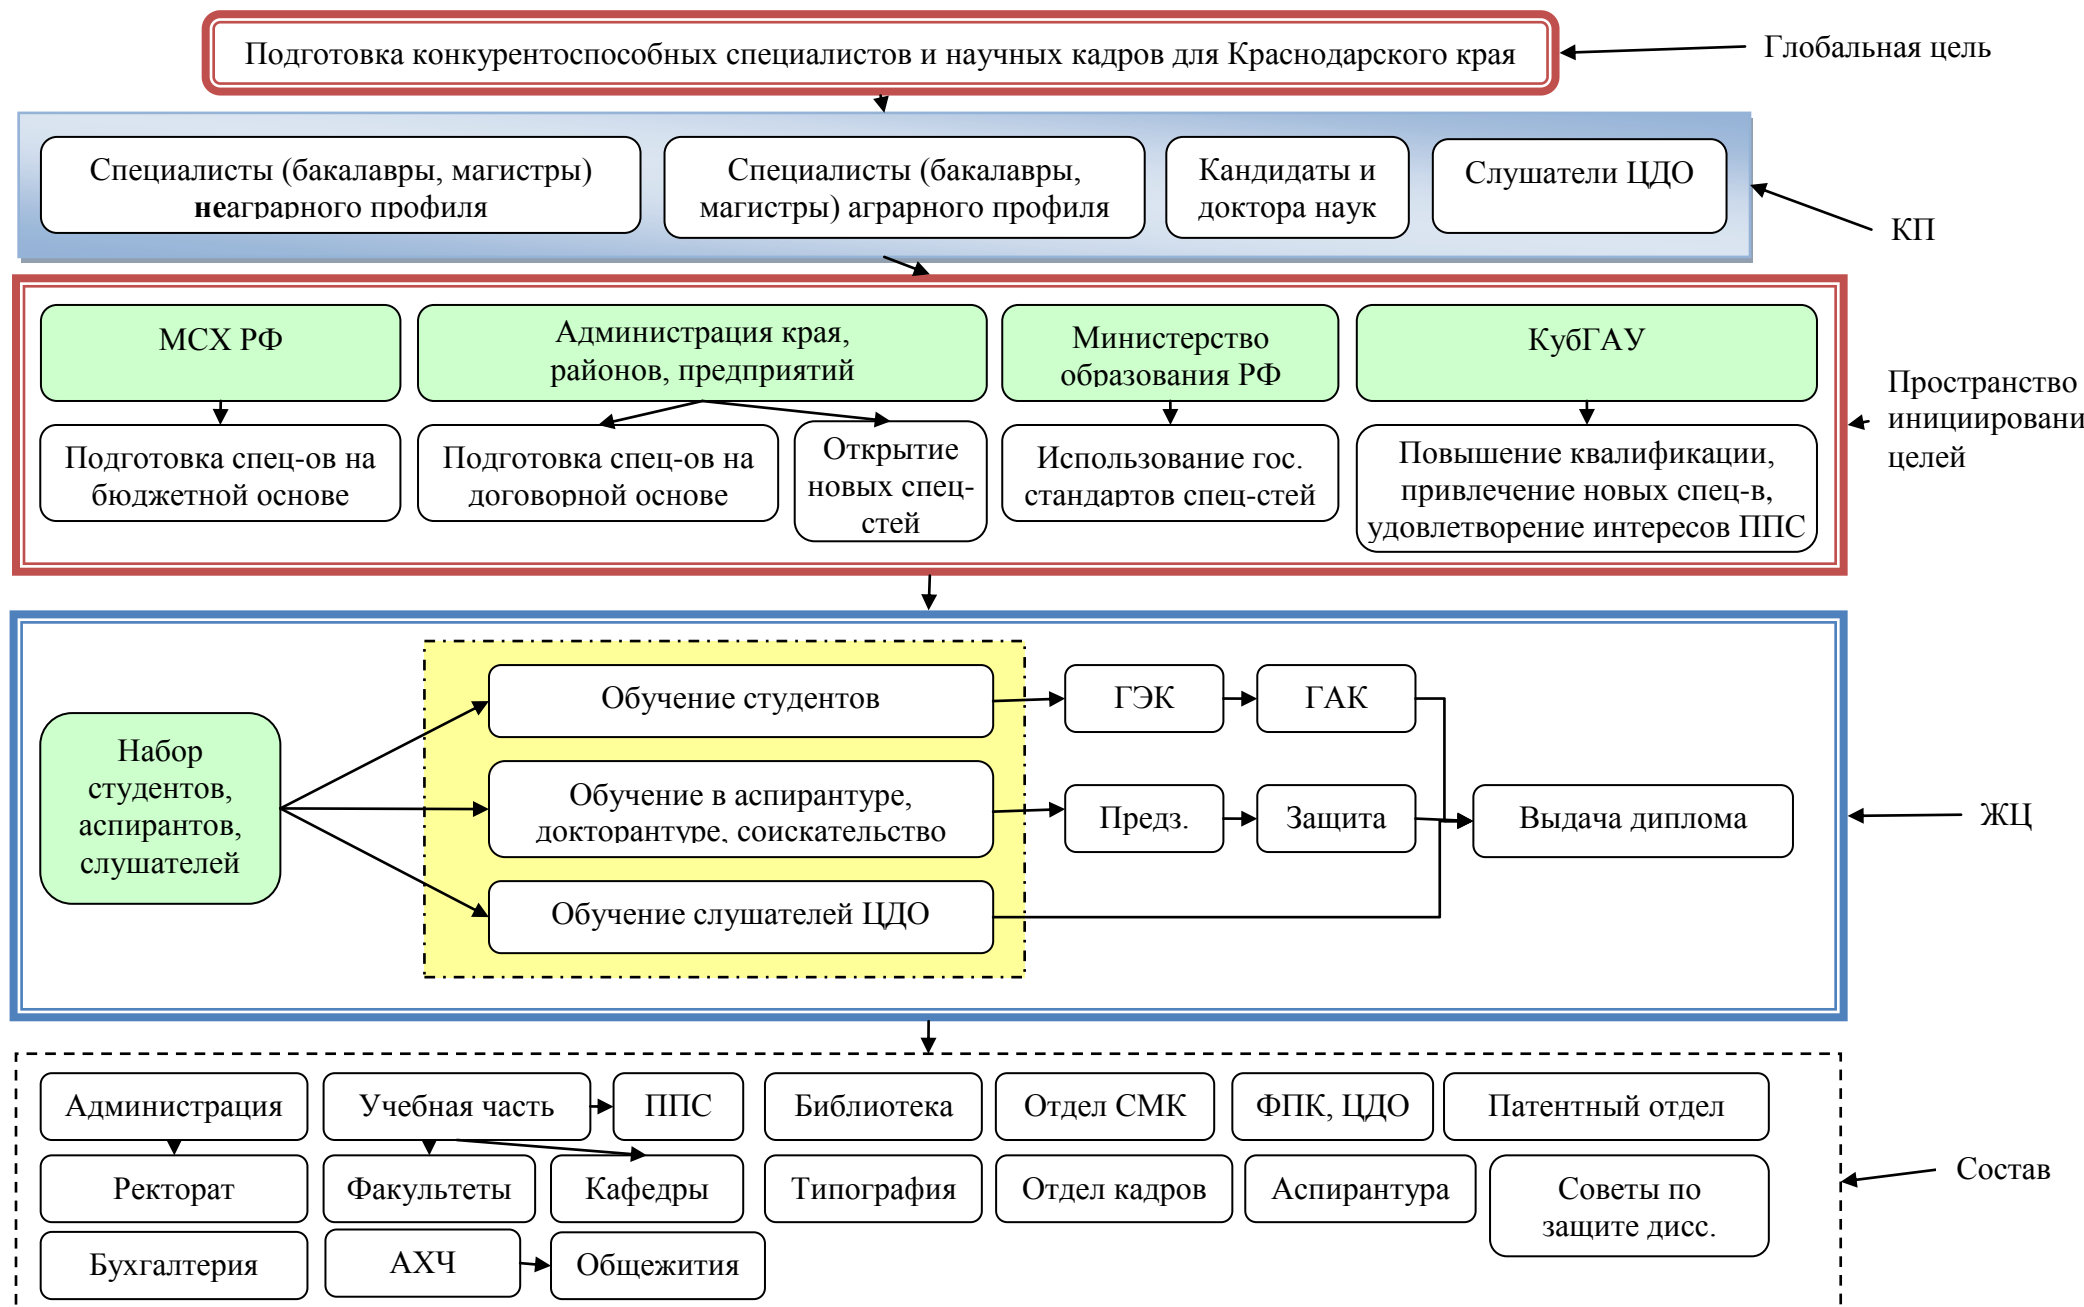 Подготовка конкурентоспособных специалистов и научных кадров для Краснодарского края
Глобальная цель
Специалисты (бакалавры, магистры)
неаграрного профиля
Специалисты (бакалавры,
магистры) аграрного профиля
Кандидаты и
доктора наук
Слушатели ЦДО
КП
МСХ РФ
Администрация края,
районов, предприятий
Министерство
образования РФ
КубГАУ
Подготовка спец-ов на
бюджетной основе
Подготовка спец-ов на
договорной основе
Открытие
новых спец-
стей
Использование гос.
стандартов спец-стей
Повышение квалификации,
привлечение новых спец-в,
удовлетворение интересов ППС
Пространство
инициировани
целей
Набор
студентов,
аспирантов,
слушателей
Обучение студентов
ГЭК
ГАК
Обучение в аспирантуре,
докторантуре, соискательство
Предз.
Защита
Выдача диплома
Обучение слушателей ЦДО
ЖЦ
Администрация
Учебная часть
ППС
Библиотека
Отдел СМК
ФПК, ЦДО
Патентный отдел
Ректорат
Факультеты
Кафедры
Типография
Отдел кадров
Аспирантура
Советы по
защите дисс.
Состав
Бухгалтерия
АХЧ
Общежития